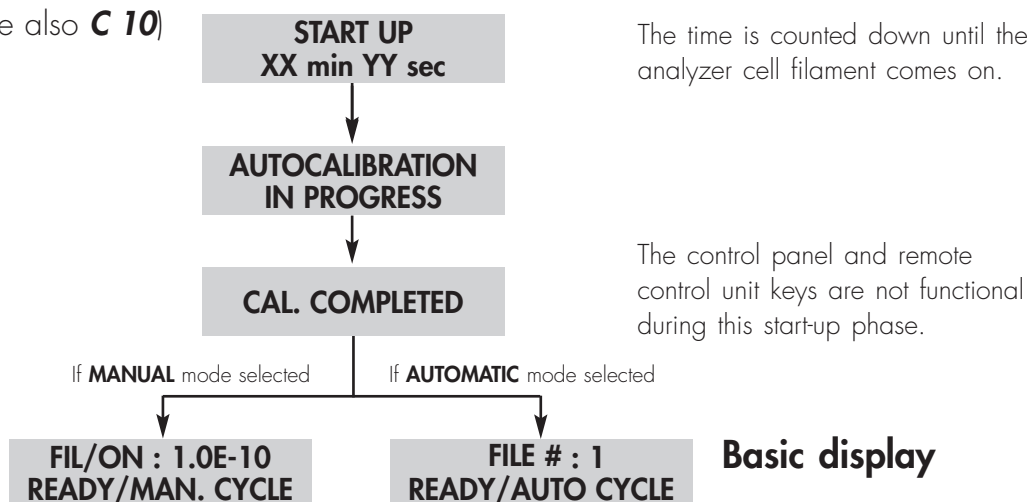 e also C 10)
START UP
XX min YY sec
The time is counted down until the
analyzer cell filament comes on.
AUTOCALIBRATION
IN PROGRESS
CAL. COMPLETED
The control panel and remote
control unit keys are not functional
during this start-up phase.
If MANUAL mode selected
If AUTOMATIC mode selected
FIL/ON : 1.0E-10
READY/MAN. CYCLE
FILE # : 1
READY/AUTO CYCLE
Basic display